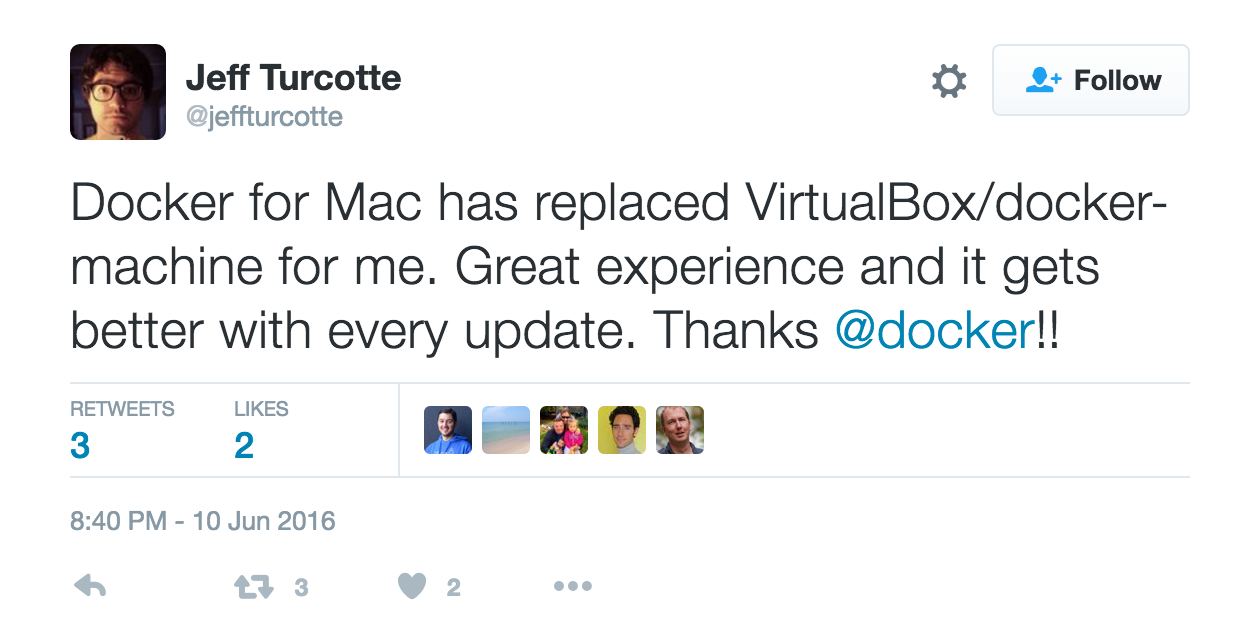 Jeff Turcotte
@jeffturcotte
Follow
Docker for Mac has replaced VirtualBox/docker-
machine for me. Great experience and it gets
better with every update. Thanks @docker!!
RETWEETS LIKES
3 2
8:40 PM - 10 Jun 2016
3 2